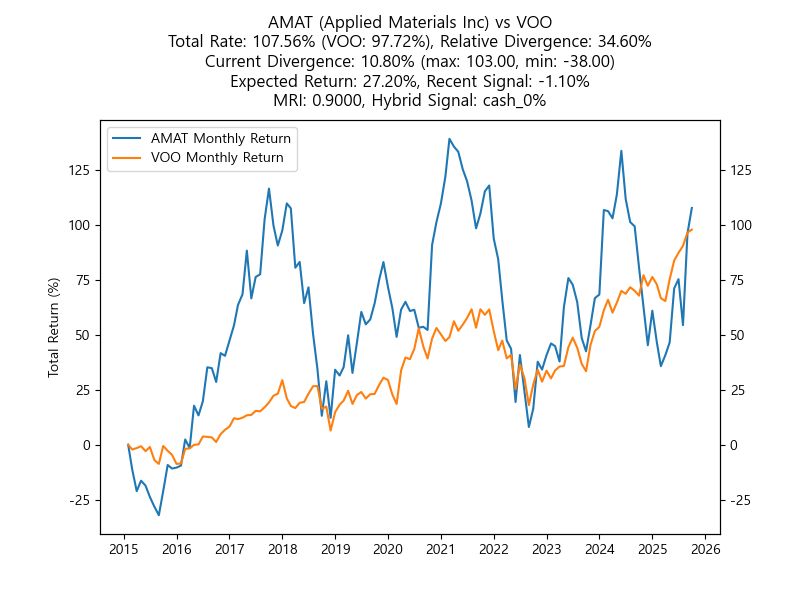 AMAT (Applied Materials Inc) vs VOO
Total Rate: 107.56% (VOO: 97.72%), Relative Divergence: 34.60%
Current Divergence: 10.80% (max: 103.00, min: -38.00)
Expected Return: 27.20%, Recent Signal: -1.10%
MRI: 0.9000, Hybrid Signal: cash_0%
AMAT Monthly Return
VOO Monthly Return
Total Return (%)
125
100
75
50
25
0
-25
125
100
75
50
25
0
-25
2015 2016 2017 2018 2019 2020 2021 2022 2023 2024 2025 2026